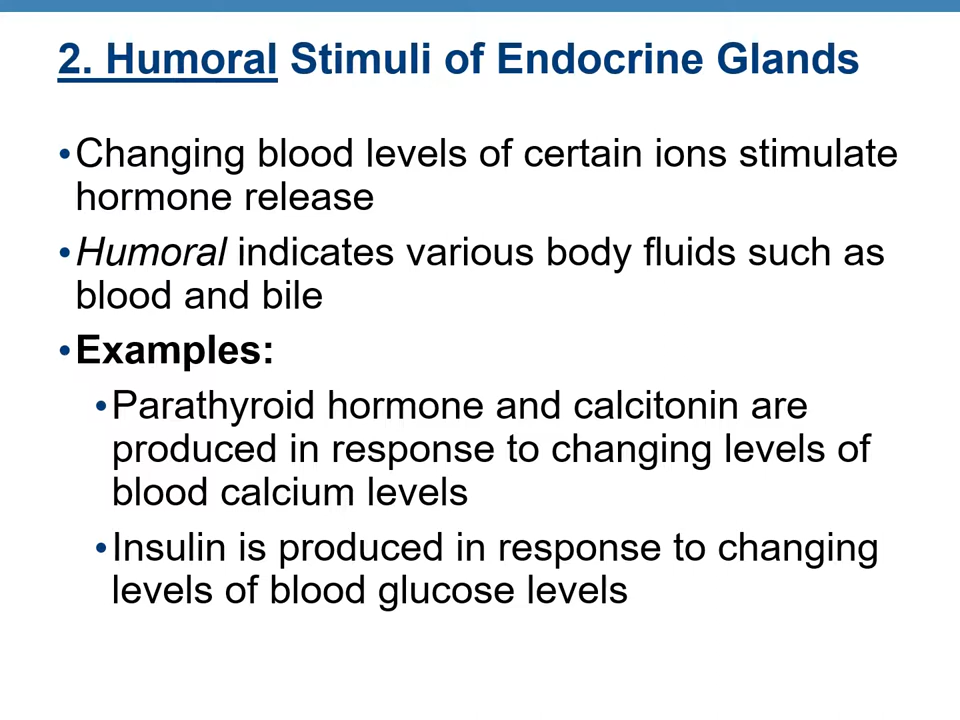 2. Humoral Stimuli of Endocrine Glands
•Changing blood levels of certain ions stimulate
hormone release
•Humoral indicates various body fluids such as
blood and bile
•Examples:
•Parathyroid hormone and calcitonin are
produced in response to changing levels of
blood calcium levels
•Insulin is produced in response to changing
levels of blood glucose levels